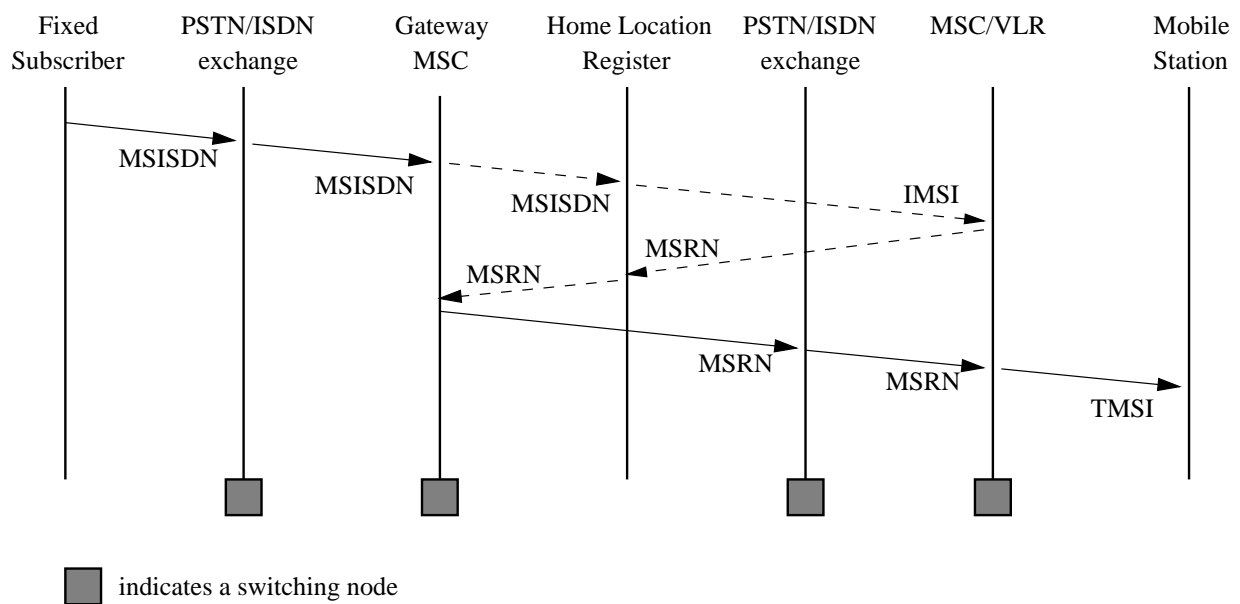 Fixed
Subscriber
PSTN/ISDN
exchange
Gateway
MSC
Home Location
Register
PSTN/ISDN
exchange
MSC/VLR
Mobile
Station
MSISDN
MSISDN
MSISDN
IMSI
MSRN
MSRN
MSRN
MSRN
TMSI
indicates a switching node